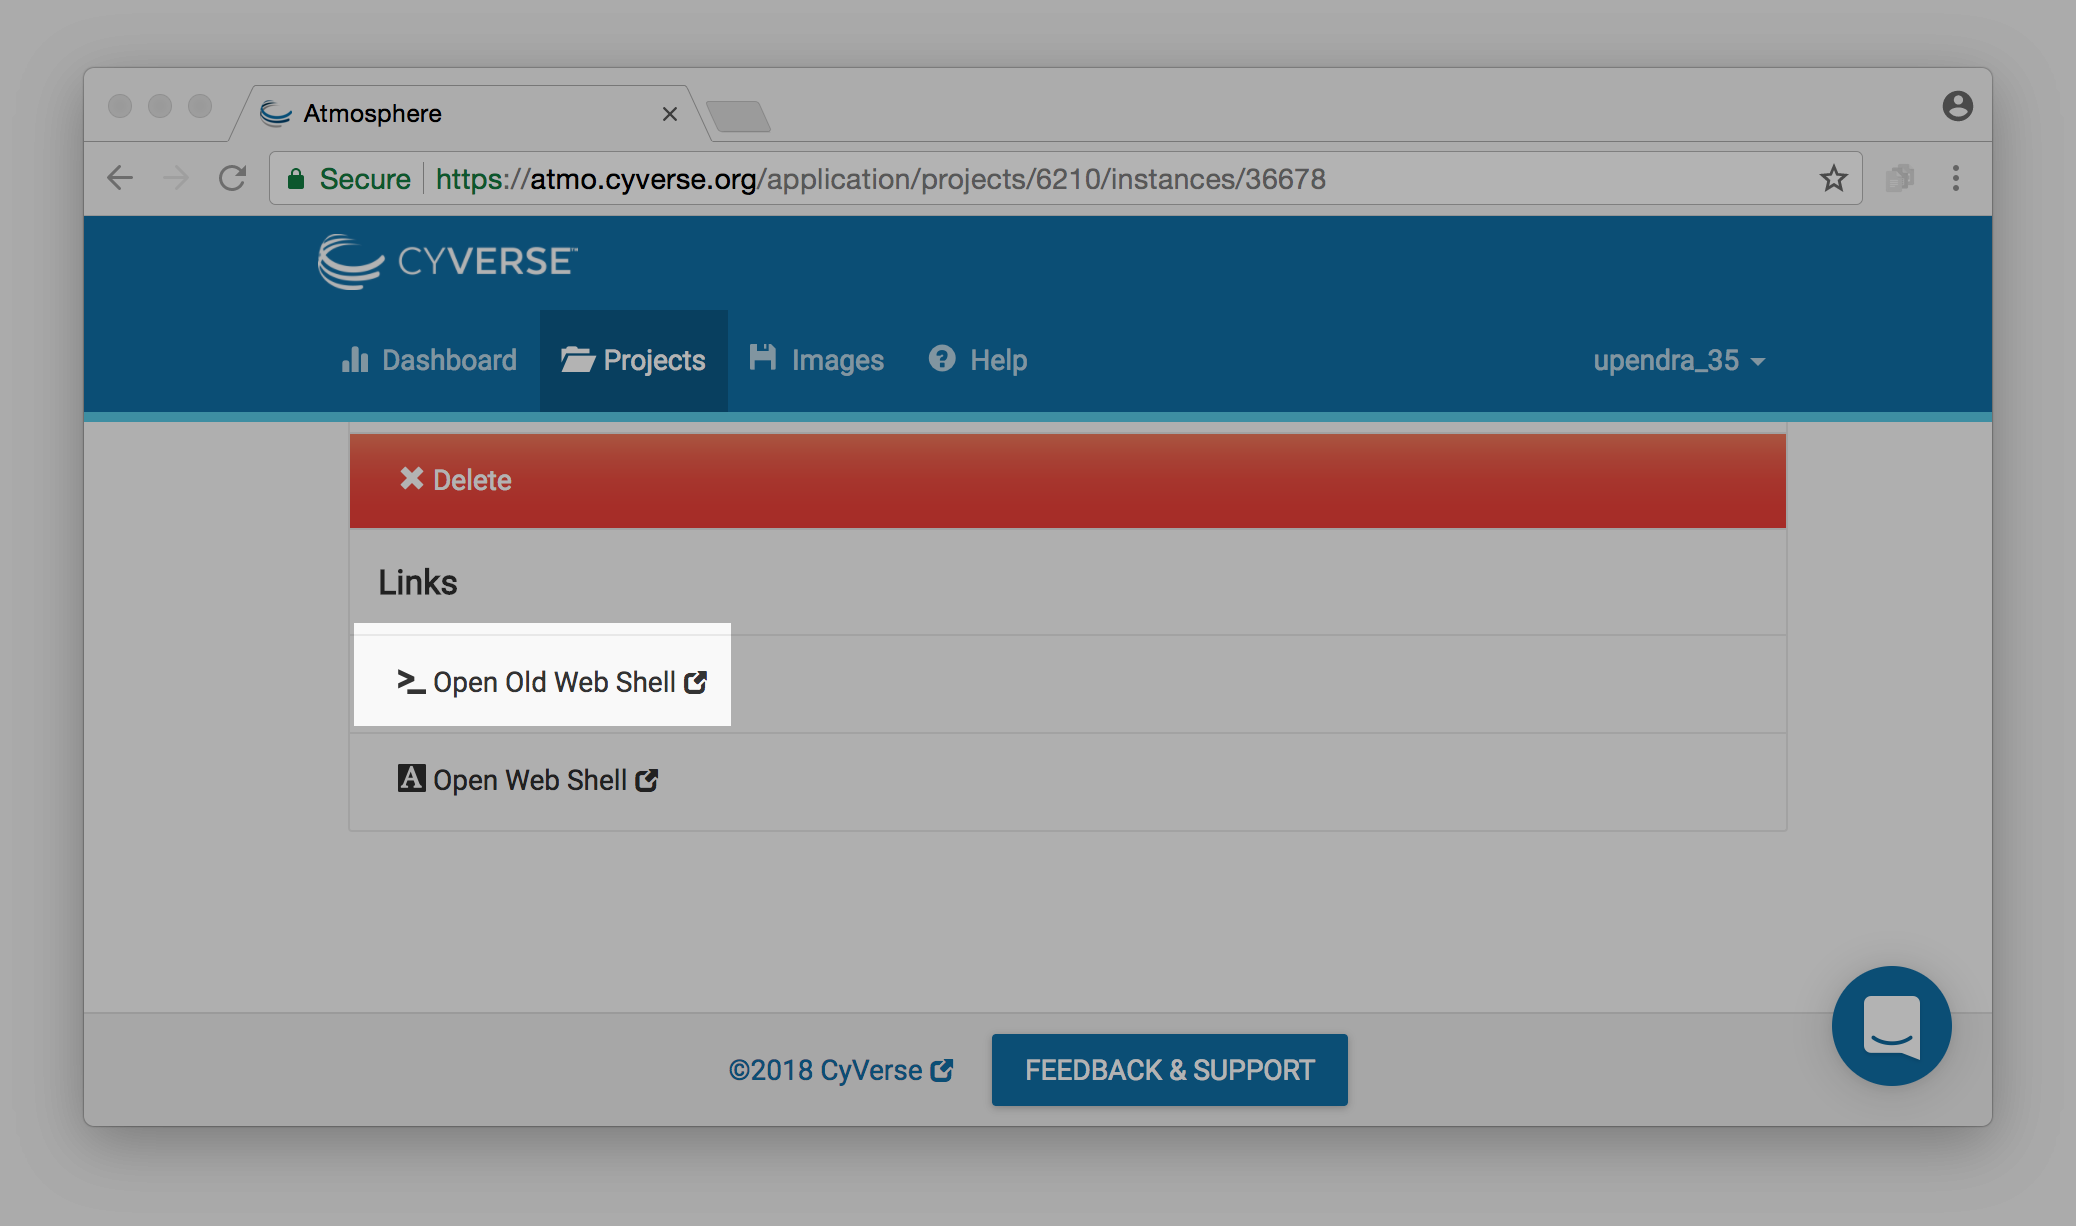 Atmosphere
Secure https://atmo.cyverse.org/application/projects/6210/instances/36678
CYVERSE™
Dashboard Projects Images Help upendra_35
Delete
Links
>_ Open Old Web Shell
A Open Web Shell
©2018 CyVerse FEEDBACK & SUPPORT